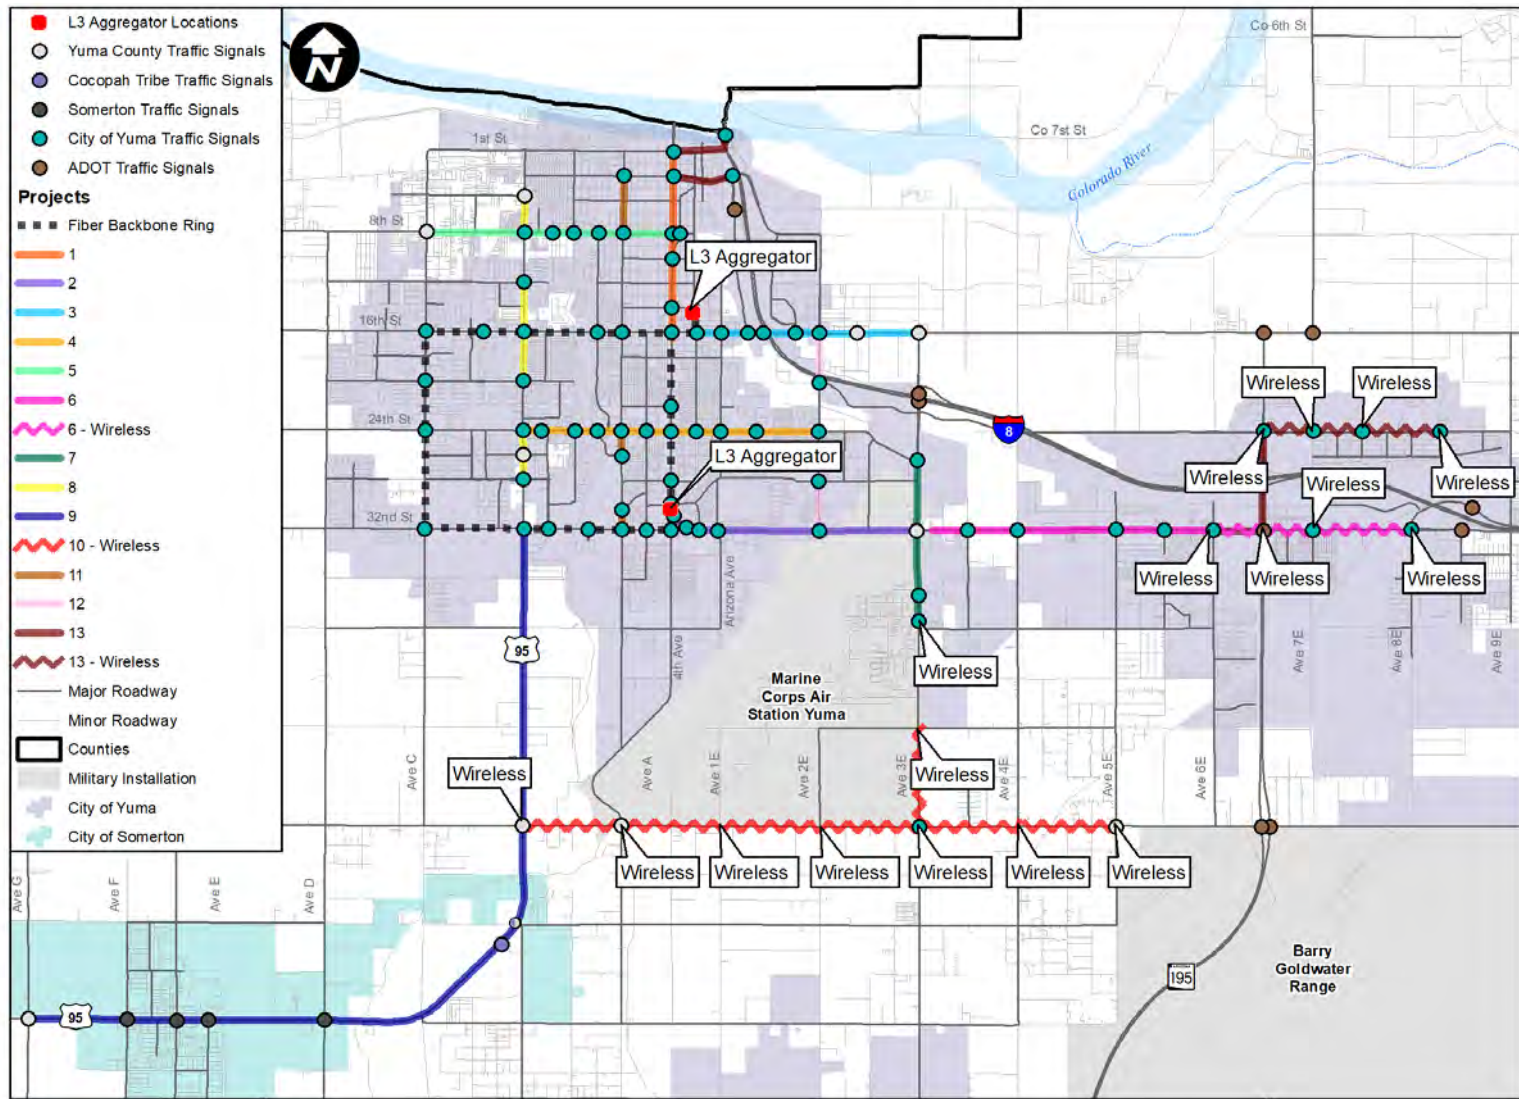 L3 Aggregator Locations
Yuma County Traffic Signals
Cocopah Tribe Traffic Signals
Somerton Traffic Signals
City of Yuma Traffic Signals
ADOT Traffic Signals
Projects
Fiber Backbone Ring
1
2
3
4
5
6
6 - Wireless
7
8
9
10 - Wireless
11
12
13
13 - Wireless
Major Roadway
Minor Roadway
Counties
Military Installation
City of Yuma
City of Somerton
N
Co 6th St
Co 7st St
Colorado River
1st St
8th St
L3 Aggregator
16th St
Wireless
Wireless
24th St
8
L3 Aggregator
Wireless
Wireless
Wireless
32nd St
Wireless
Wireless
Wireless
Arizona Ave
4th Ave
95
Wireless
Ave 7E
Ave 8E
Ave 9E
Marine
Corps Air
Station Yuma
Wireless
Wireless
Ave C
Ave A
Ave 1E
Ave 2E
Ave 3E
Ave 4E
Ave 5E
Ave 6E
Wireless
Wireless
Wireless
Wireless
Wireless
Wireless
Ave G
Ave F
Ave E
Ave D
95
195
Barry
Goldwater
Range